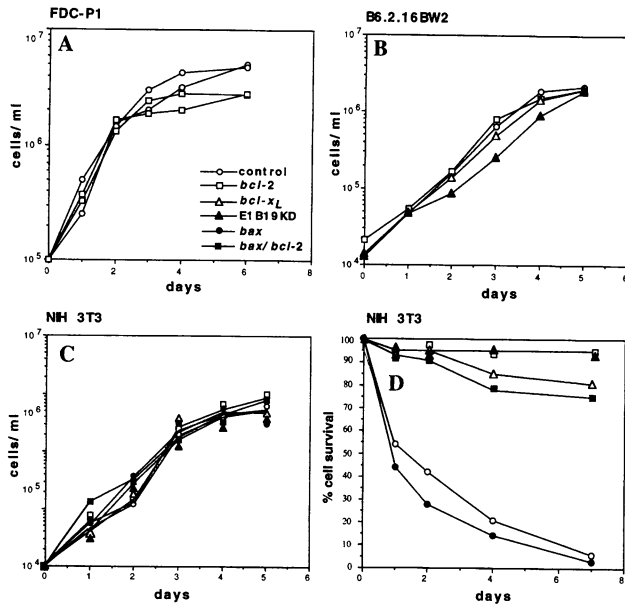 FDC-P1
A
10^7
10^6
10^5
cells/ml
control
bcl-2
bcl-x_L
E1B19KD
bax
bax/bcl-2
0 2 4 6 8
days
B6.2.16BW2
B
10^7
10^6
10^5
10^4
cells/ml
0 1 2 3 4 5 6
days
NIH 3T3
C
10^7
10^6
10^5
10^4
cells/ml
0 1 2 3 4 5 6
days
NIH 3T3
D
100
90
80
70
60
50
40
30
20
10
0
% cell survival
0 2 4 6 8
days